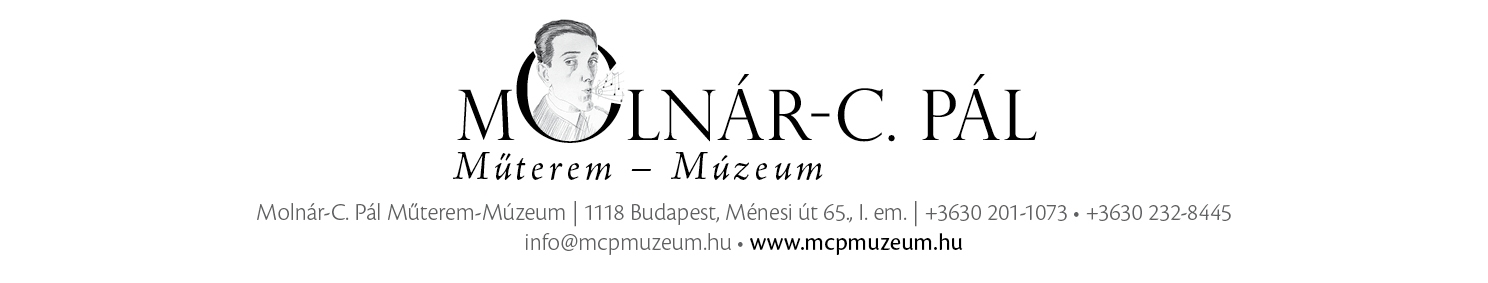 MOLNÁR-C. PÁL
Műterem – Múzeum
Molnár-C. Pál Műterem-Múzeum | 1118 Budapest, Ménesi út 65., I. em. | +3630 201-1073 • +3630 232-8445
info@mcpmuzeum.hu • www.mcpmuzeum.hu